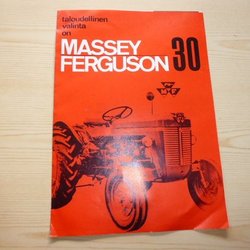 taloudellinen
valinta
on
MASSEY
FERGUSON 30